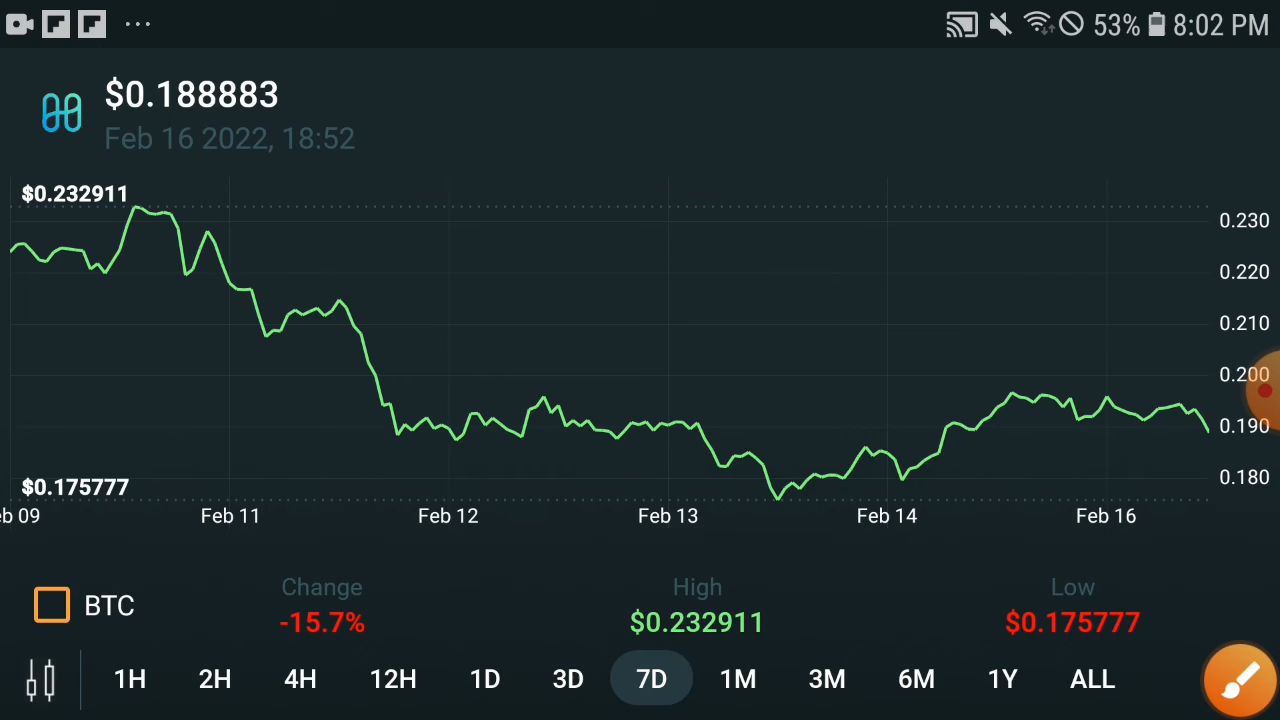 53% 8:02 PM
$0.188883
Feb 16 2022, 18:52
$0.232911
0.230
0.220
0.210
0.200
0.190
0.180
$0.175777
eb 09 Feb 11 Feb 12 Feb 13 Feb 14 Feb 16
BTC
Change High Low
-15.7% $0.232911 $0.175777
1H 2H 4H 12H 1D 3D 7D 1M 3M 6M 1Y ALL